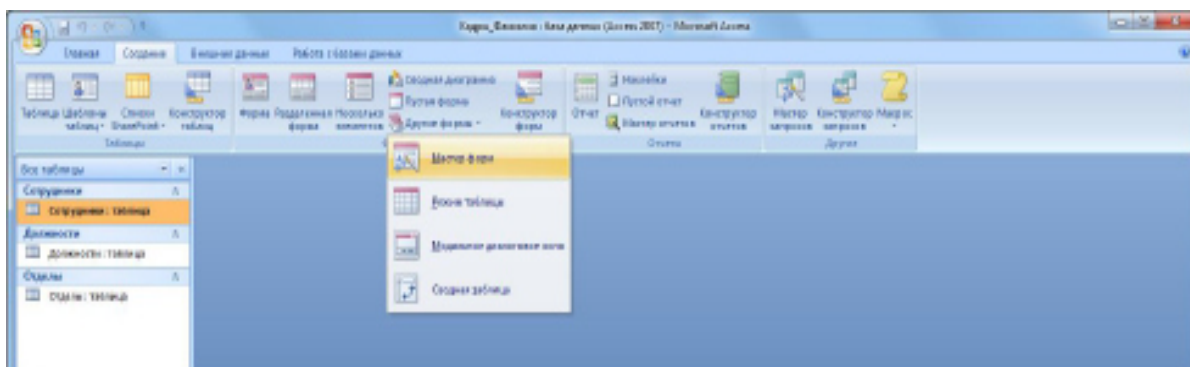 Кадры_Фамилия : база данных (Access 2007) - Microsoft Access
Главная Создание Внешние данные Работа с базами данных
Таблица Шаблоны таблиц Списки SharePoint Конструктор таблиц
Таблицы
Форма Разделенная форма Несколько элементов
Сводная диаграмма
Пустая форма
Другие формы
Конструктор форм
Отчет
Наклейки
Пустой отчет
Мастер отчетов
Конструктор отчетов
Отчеты
Мастер запросов Конструктор запросов Макрос
Другие
Мастер форм
Режим таблицы
Модальное диалоговое окно
Сводная таблица
Все таблицы
Сотрудники
Сотрудники : таблица
Должности
Должности : таблица
Отделы
Отделы : таблица